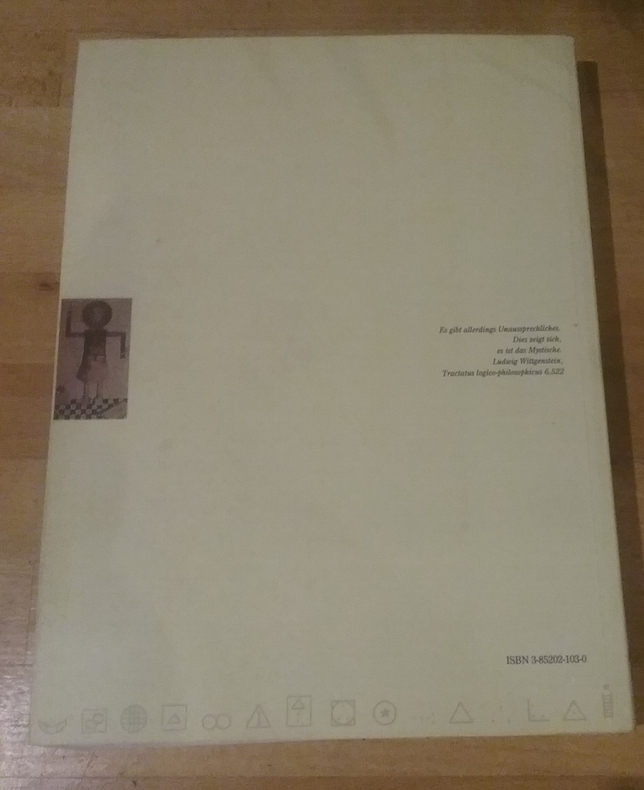 Es gibt allerdings Unaussprechliches.
Dies zeigt sich,
es ist das Mystische.
Ludwig Wittgenstein,
Tractatus logico-philosophicus 6.522
ISBN 3-85202-103-0